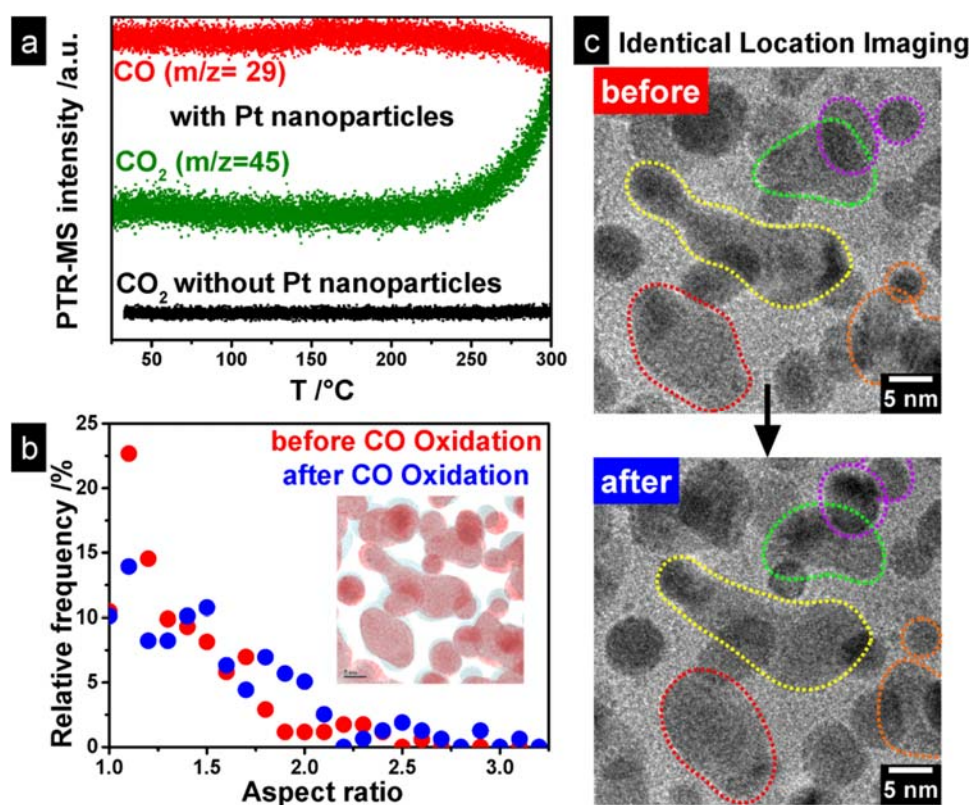 a
CO (m/z= 29)
with Pt nanoparticles
CO₂ (m/z=45)
CO₂ without Pt nanoparticles
PTR-MS intensity /a.u.
50 100 150 200 250 300
T /°C
b
before CO Oxidation
after CO Oxidation
Relative frequency /%
25
20
15
10
5
0
1.0 1.5 2.0 2.5 3.0
Aspect ratio
c Identical Location Imaging
before
5 nm
after
5 nm